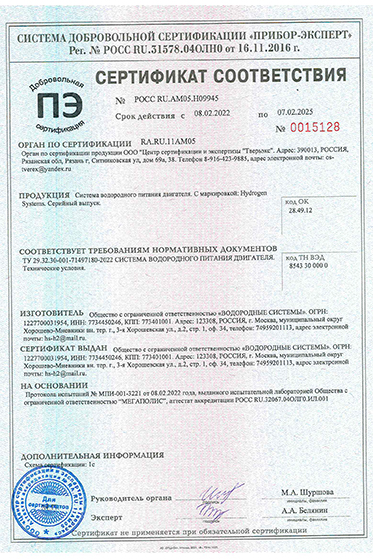 СИСТЕМА ДОБРОВОЛЬНОЙ СЕРТИФИКАЦИИ «ПРИБОР-ЭКСПЕРТ»
Рег. № РОСС RU.31578.04ОЛН0 от 16.11.2016 г.
Добровольная
ПЭ
сертификация
СЕРТИФИКАТ СООТВЕТСТВИЯ
№ РОСС RU.АМ05.Н09945
Срок действия с 08.02.2022 по 07.02.2025
№ 0015128
ОРГАН ПО СЕРТИФИКАЦИИ RA.RU.11АМ05
Орган по сертификации продукции ООО "Центр сертификации и экспертизы "Тверьэкс". Адрес: 390013, РОССИЯ,
Рязанская обл, Рязань г, Ситниковская ул, дом 69а, 38. Телефон 8-916-425-9885, адрес электронной почты: os-
tverex@yandex.ru
ПРОДУКЦИЯ Система водородного питания двигателя. С маркировкой: Hydrogen
Systems. Серийный выпуск.
код ОК
28.49.12
СООТВЕТСТВУЕТ ТРЕБОВАНИЯМ НОРМАТИВНЫХ ДОКУМЕНТОВ
ТУ 29.32.30-001-71497180-2022 СИСТЕМА ВОДОРОДНОГО ПИТАНИЯ ДВИГАТЕЛЯ.
Технические условия.
код ТН ВЭД
8543 30 000 0
ИЗГОТОВИТЕЛЬ Общество с ограниченной ответственностью «ВОДОРОДНЫЕ СИСТЕМЫ». ОГРН:
1227700031954, ИНН: 7734450246, КПП: 773401001. Адрес: 123308, РОССИЯ, г. Москва, муниципальный округ
Хорошево-Мневники вн. тер. г., 3-я Хорошевская ул., д.2, стр. 1, оф. 34, телефон: 74959201113, адрес электронной
почты: hs-h2@mail.ru.
СЕРТИФИКАТ ВЫДАН Общество с ограниченной ответственностью «ВОДОРОДНЫЕ СИСТЕМЫ». ОГРН:
1227700031954, ИНН: 7734450246, КПП: 773401001. Адрес: 123308, РОССИЯ, г. Москва, муниципальный округ
Хорошево-Мневники вн. тер. г., 3-я Хорошевская ул., д.2, стр. 1, оф. 34, телефон: 74959201113, адрес электронной
почты: hs-h2@mail.ru.
НА ОСНОВАНИИ
Протокола испытаний № МПИ-001-3221 от 08.02.2022 года, выданного испытательной лабораторией Общества с
ограниченной ответственностью "МЕГАПОЛИС", аттестат аккредитации РОСС RU.32067.04ОЛГ0.ИЛ.001
ДОПОЛНИТЕЛЬНАЯ ИНФОРМАЦИЯ
Схема сертификации: 1с
Для
сертификатов
Руководитель органа
М.А. Шуршова
Эксперт
А.А. Белянин
Сертификат не применяется при обязательной сертификации